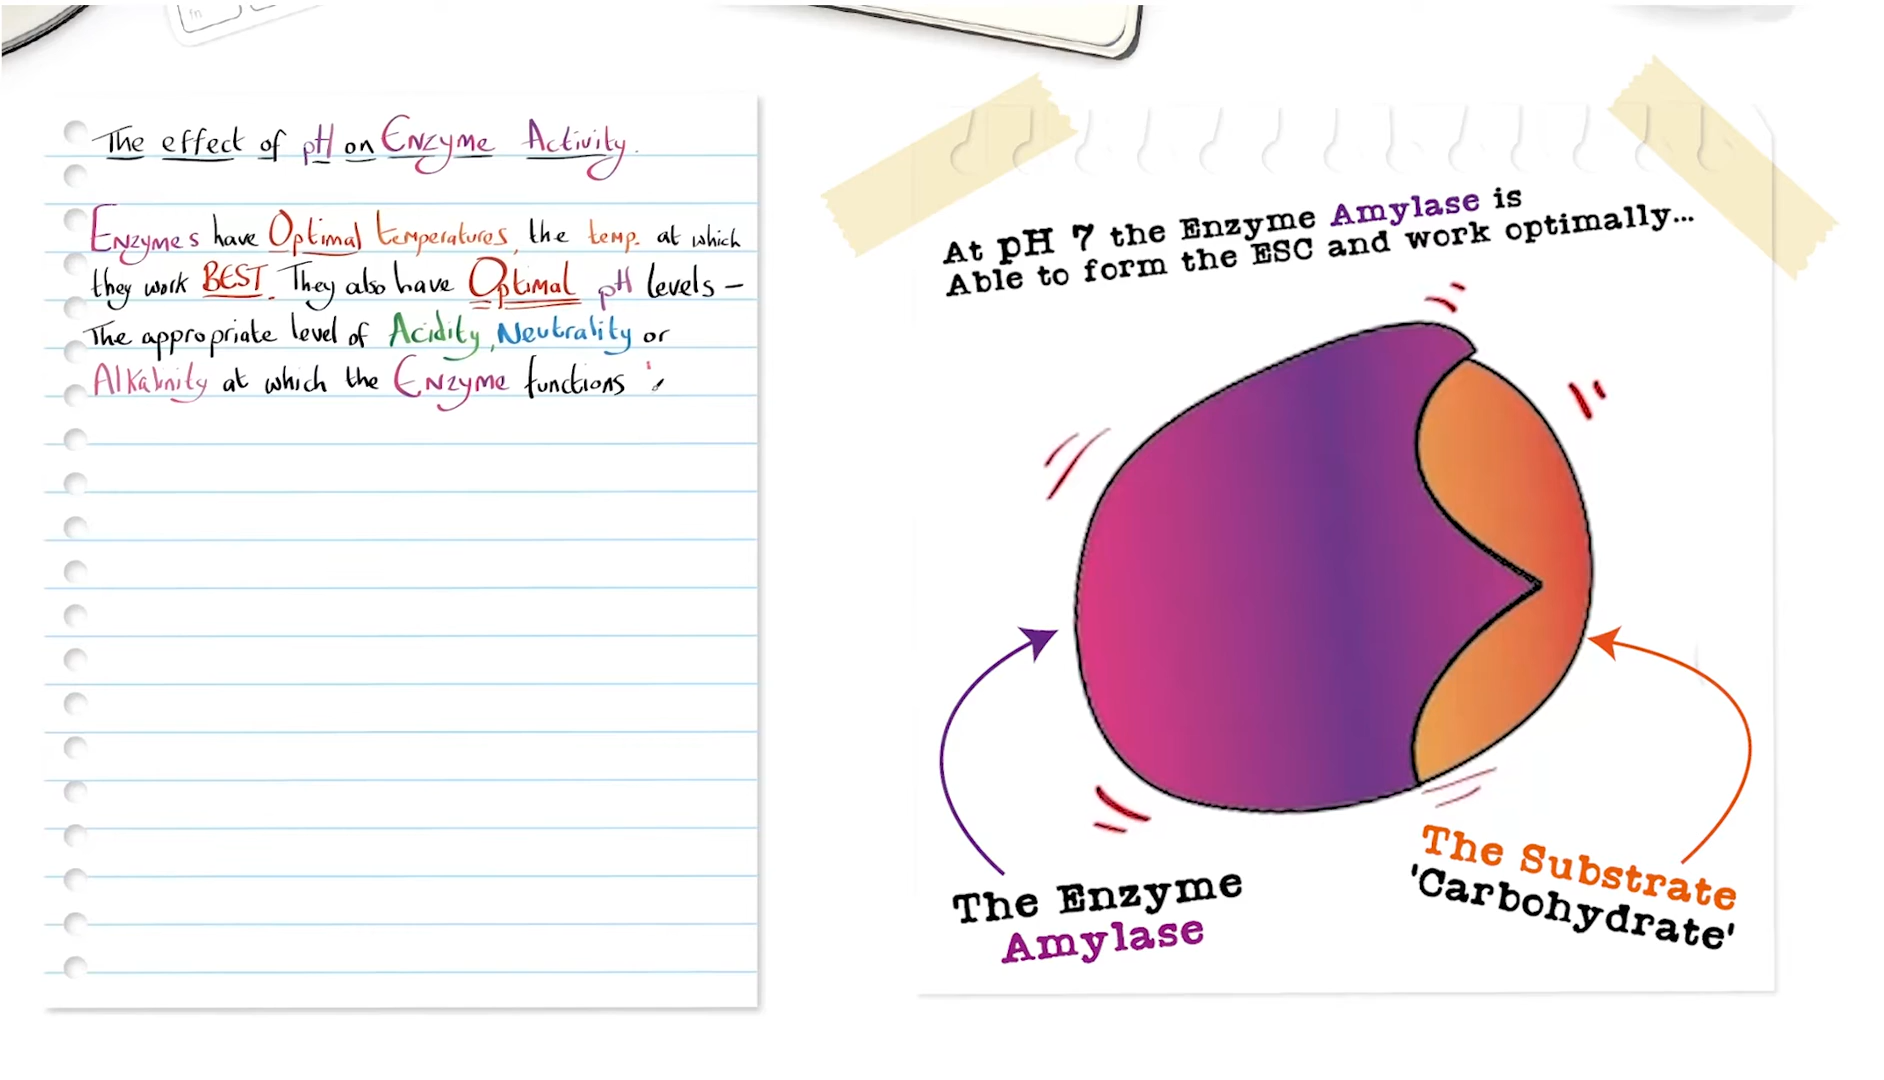 The effect of pH on Enzyme Activity.
Enzymes have Optimal temperatures, the temp. at which
they work BEST. They also have Optimal pH levels –
The appropriate level of Acidity, Neutrality or
Alkalinity at which the Enzyme functions
At pH 7 the Enzyme Amylase is
Able to form the ESC and work optimally...
The Enzyme
Amylase
The Substrate
'Carbohydrate'